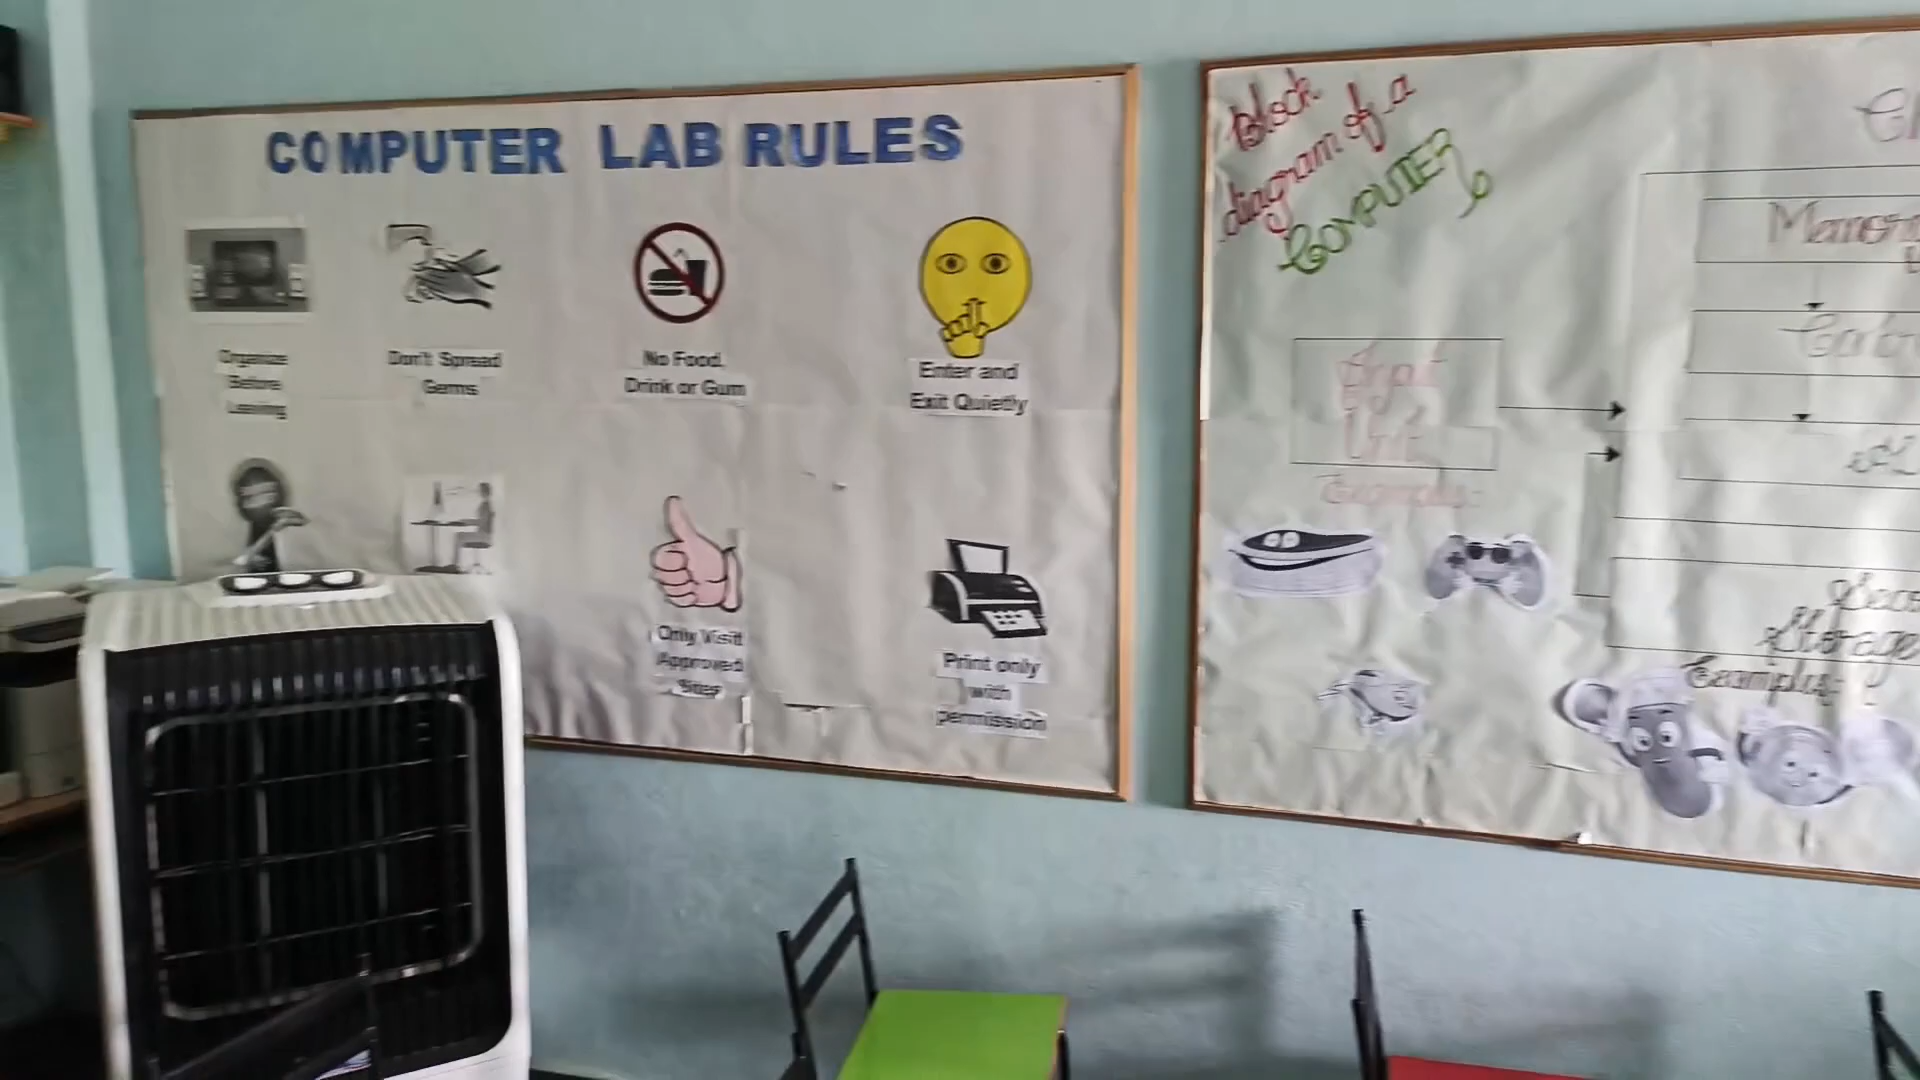 COMPUTER LAB RULES
Organize
Before
Leaving
Don't Spread
Germs
No Food,
Drink or Gum
Enter and
Exit Quietly
Only Visit
Approved
Sites
Print only
with
permission
Block
diagram of a
COMPUTER
Input
Unit
Examples:
Storage
Examples: